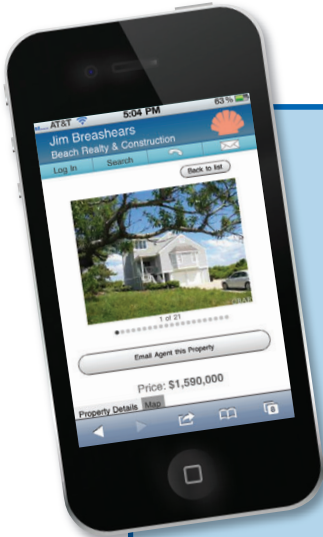 AT&T 5:04 PM 83%
Jim Breashears
Beach Realty & Construction
Log In Search
Back to list
1 of 21
Email Agent this Property
Price: $1,590,000
Property Details Map